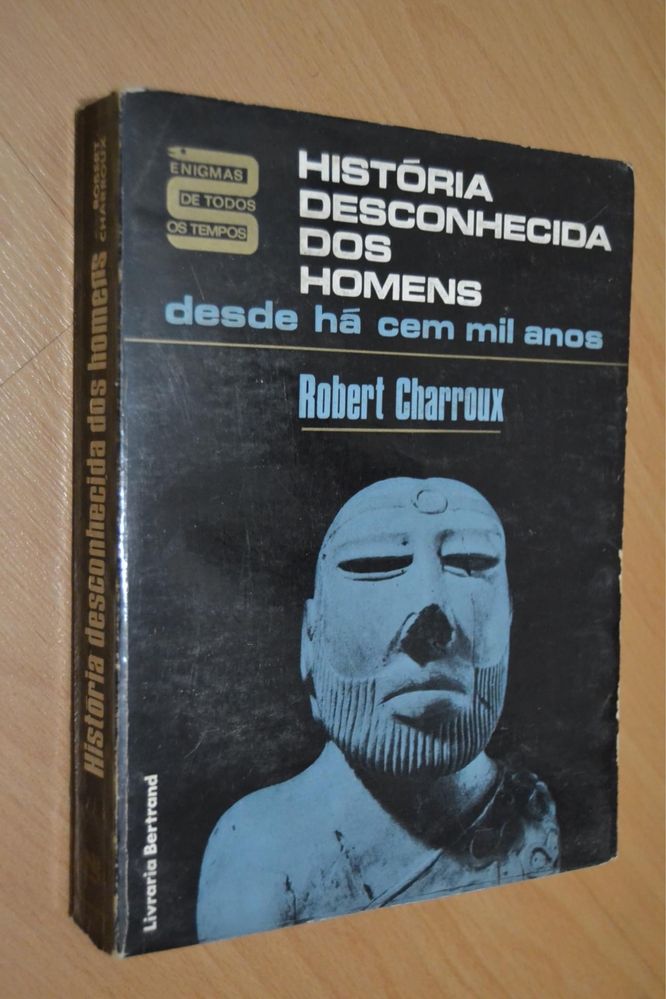 ENIGMAS
DE TODOS
OS TEMPOS
HISTÓRIA
DESCONHECIDA
DOS
HOMENS
desde há cem mil anos
Robert Charroux
Livraria Bertrand
História desconhecida dos homens
ROBERT
CHARROUX